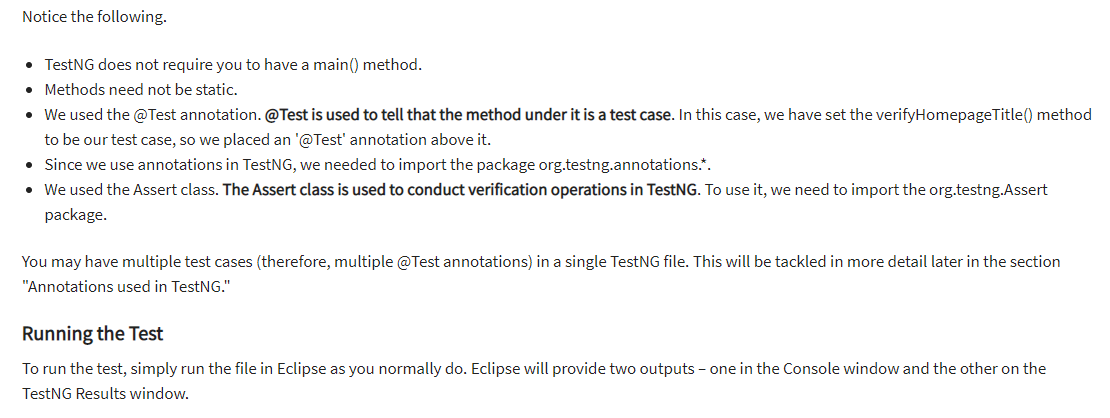 Notice the following.
• TestNG does not require you to have a main() method.
• Methods need not be static.
• We used the @Test annotation. @Test is used to tell that the method under it is a test case. In this case, we have set the verifyHomepageTitle() method
to be our test case, so we placed an '@Test' annotation above it.
• Since we use annotations in TestNG, we needed to import the package org.testng.annotations.*.
• We used the Assert class. The Assert class is used to conduct verification operations in TestNG. To use it, we need to import the org.testng.Assert
package.
You may have multiple test cases (therefore, multiple @Test annotations) in a single TestNG file. This will be tackled in more detail later in the section
"Annotations used in TestNG."
Running the Test
To run the test, simply run the file in Eclipse as you normally do. Eclipse will provide two outputs – one in the Console window and the other on the
TestNG Results window.